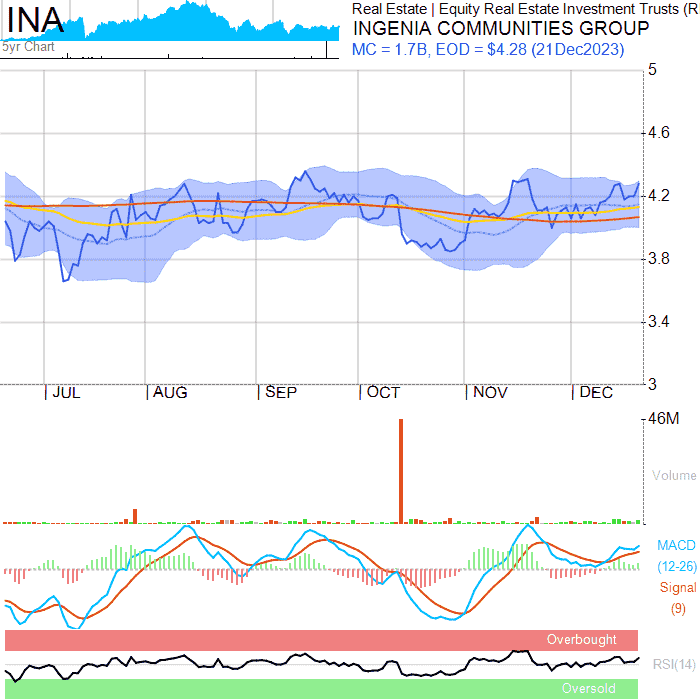 INA
5yr Chart
Real Estate | Equity Real Estate Investment Trusts (R
INGENIA COMMUNITIES GROUP
MC = 1.7B, EOD = $4.28 (21Dec2023)
5
4.6
4.2
3.8
3.4
3
| JUL | AUG | SEP | OCT | NOV | DEC
46M
Volume
MACD
(12-26)
Signal
(9)
Overbought
RSI(14)
Oversold